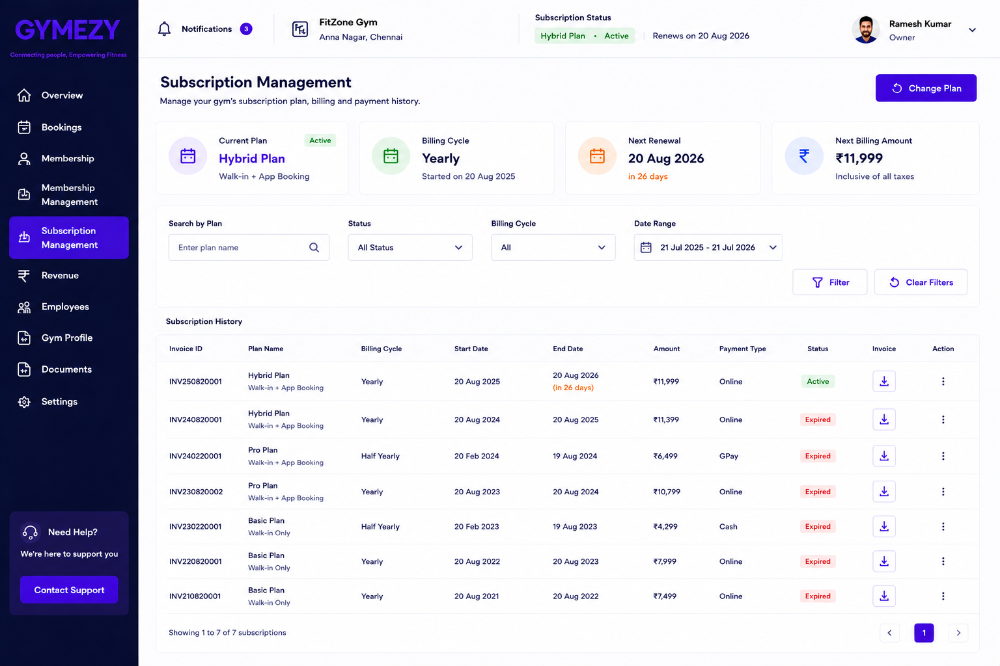 GYMEZY
Conmecting people, Empowering Fitness
Overview
Bookings
Membership
Membership
Management
Subscription
Management
Revenue
Employees
Gym Profile
Documents
Settings
Need Help?
We're here to support you
Contact Support
Notifications 3
FitZone Gym
Anna Nagar, Chennai
Subscription Status
Hybrid Plan • Active
Renews on 20 Aug 2026
Ramesh Kumar
Owner
Subscription Management
Manage your gym's subscription plan, billing and payment history.
Change Plan
Current Plan Active
Hybrid Plan
Walk-in + App Booking
Billing Cycle
Yearly
Started on 20 Aug 2025
Next Renewal
20 Aug 2026
in 26 days
Next Billing Amount
₹11,999
Inclusive of all taxes
Search by Plan
Enter plan name
Status
All Status
Billing Cycle
All
Date Range
21 Jul 2025 - 21 Jul 2026
Filter
Clear Filters
Subscription History
Invoice ID Plan Name Billing Cycle Start Date End Date Amount Payment Type Status Invoice Action
INV250820001 Hybrid Plan Yearly 20 Aug 2025 20 Aug 2026 ₹11,999 Online Active
Walk-in + App Booking (in 26 days)
INV240820001 Hybrid Plan Yearly 20 Aug 2024 20 Aug 2025 ₹11,399 Online Expired
Walk-in + App Booking
INV240220001 Pro Plan Half Yearly 20 Feb 2024 19 Aug 2024 ₹6,499 GPay Expired
Walk-in + App Booking
INV230820002 Pro Plan Yearly 20 Aug 2023 20 Aug 2024 ₹10,799 Online Expired
Walk-in + App Booking
INV230220001 Basic Plan Half Yearly 20 Feb 2023 19 Aug 2023 ₹4,299 Cash Expired
Walk-in Only
INV220820001 Basic Plan Yearly 20 Aug 2022 20 Aug 2023 ₹7,999 Online Expired
Walk-in Only
INV210820001 Basic Plan Yearly 20 Aug 2021 20 Aug 2022 ₹7,499 Online Expired
Walk-in Only
Showing 1 to 7 of 7 subscriptions
1